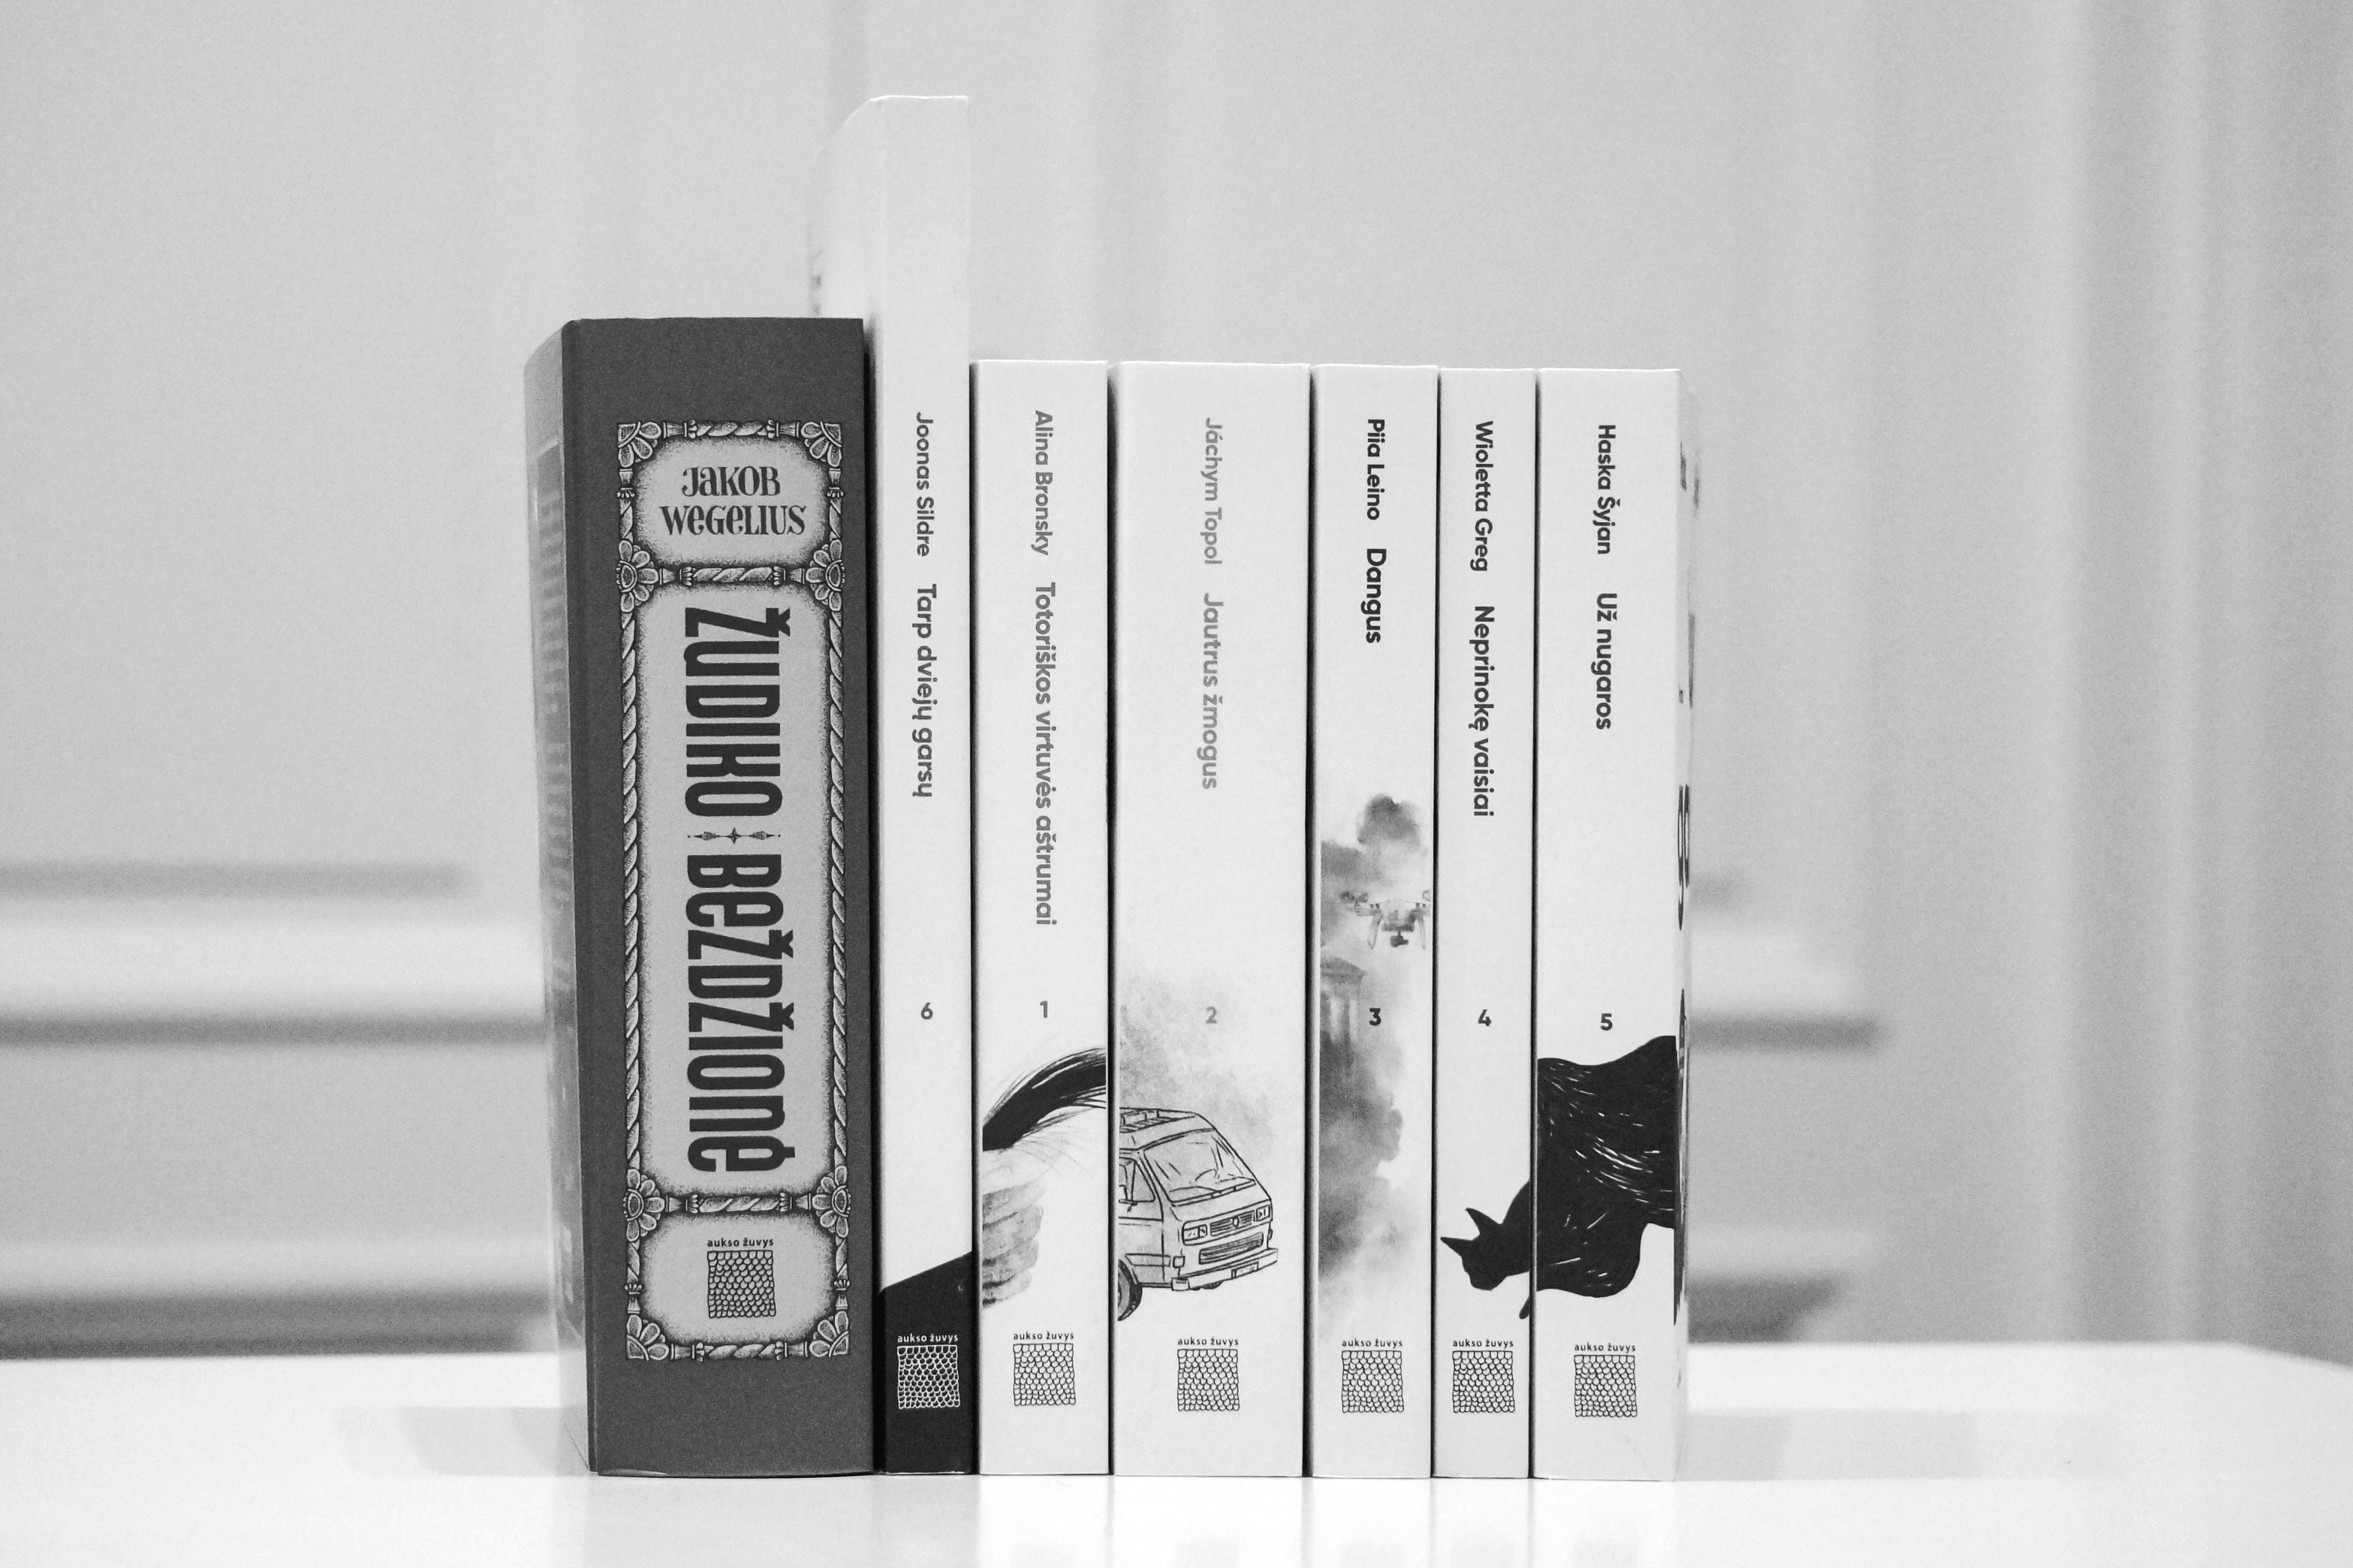 JAKOB
WEGELIUS
ŽUDIKO BEŽDŽIONĖ
aukso žuvys
Joonas Sildre Tarp dviejų garsų
6
aukso žuvys
Alina Bronsky Totoriškos virtuvės aštrumai
1
aukso žuvys
Jáchym Topol Jautrus žmogus
2
aukso žuvys
Piia Leino Dangus
3
aukso žuvys
Wioletta Greg Neprinokę vaisiai
4
aukso žuvys
Haska Šyjan Už nugaros
5
aukso žuvys